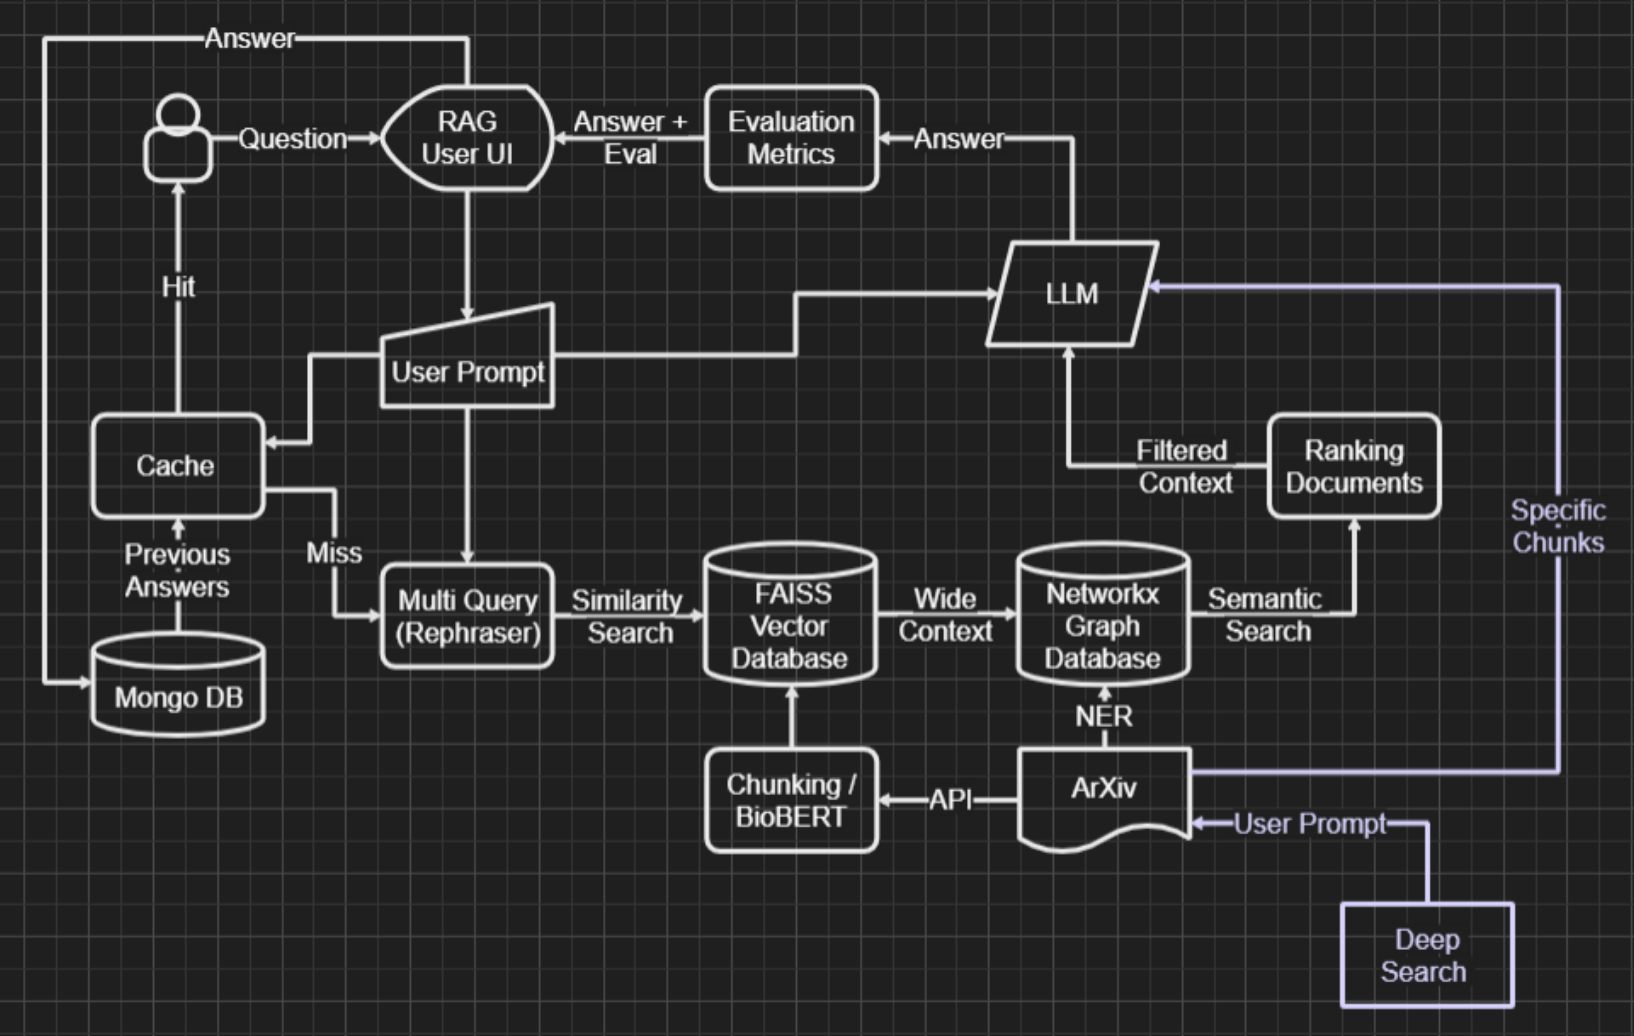 Answer
Question
RAG
User UI
Answer +
Eval
Evaluation
Metrics
Answer
Hit
User Prompt
LLM
Cache
Filtered
Context
Ranking
Documents
Specific
Chunks
Previous
Answers
Miss
Multi Query
(Rephraser)
Similarity
Search
FAISS
Vector
Database
Wide
Context
Networkx
Graph
Database
Semantic
Search
Mongo DB
NER
Chunking /
BioBERT
API
ArXiv
User Prompt
Deep
Search